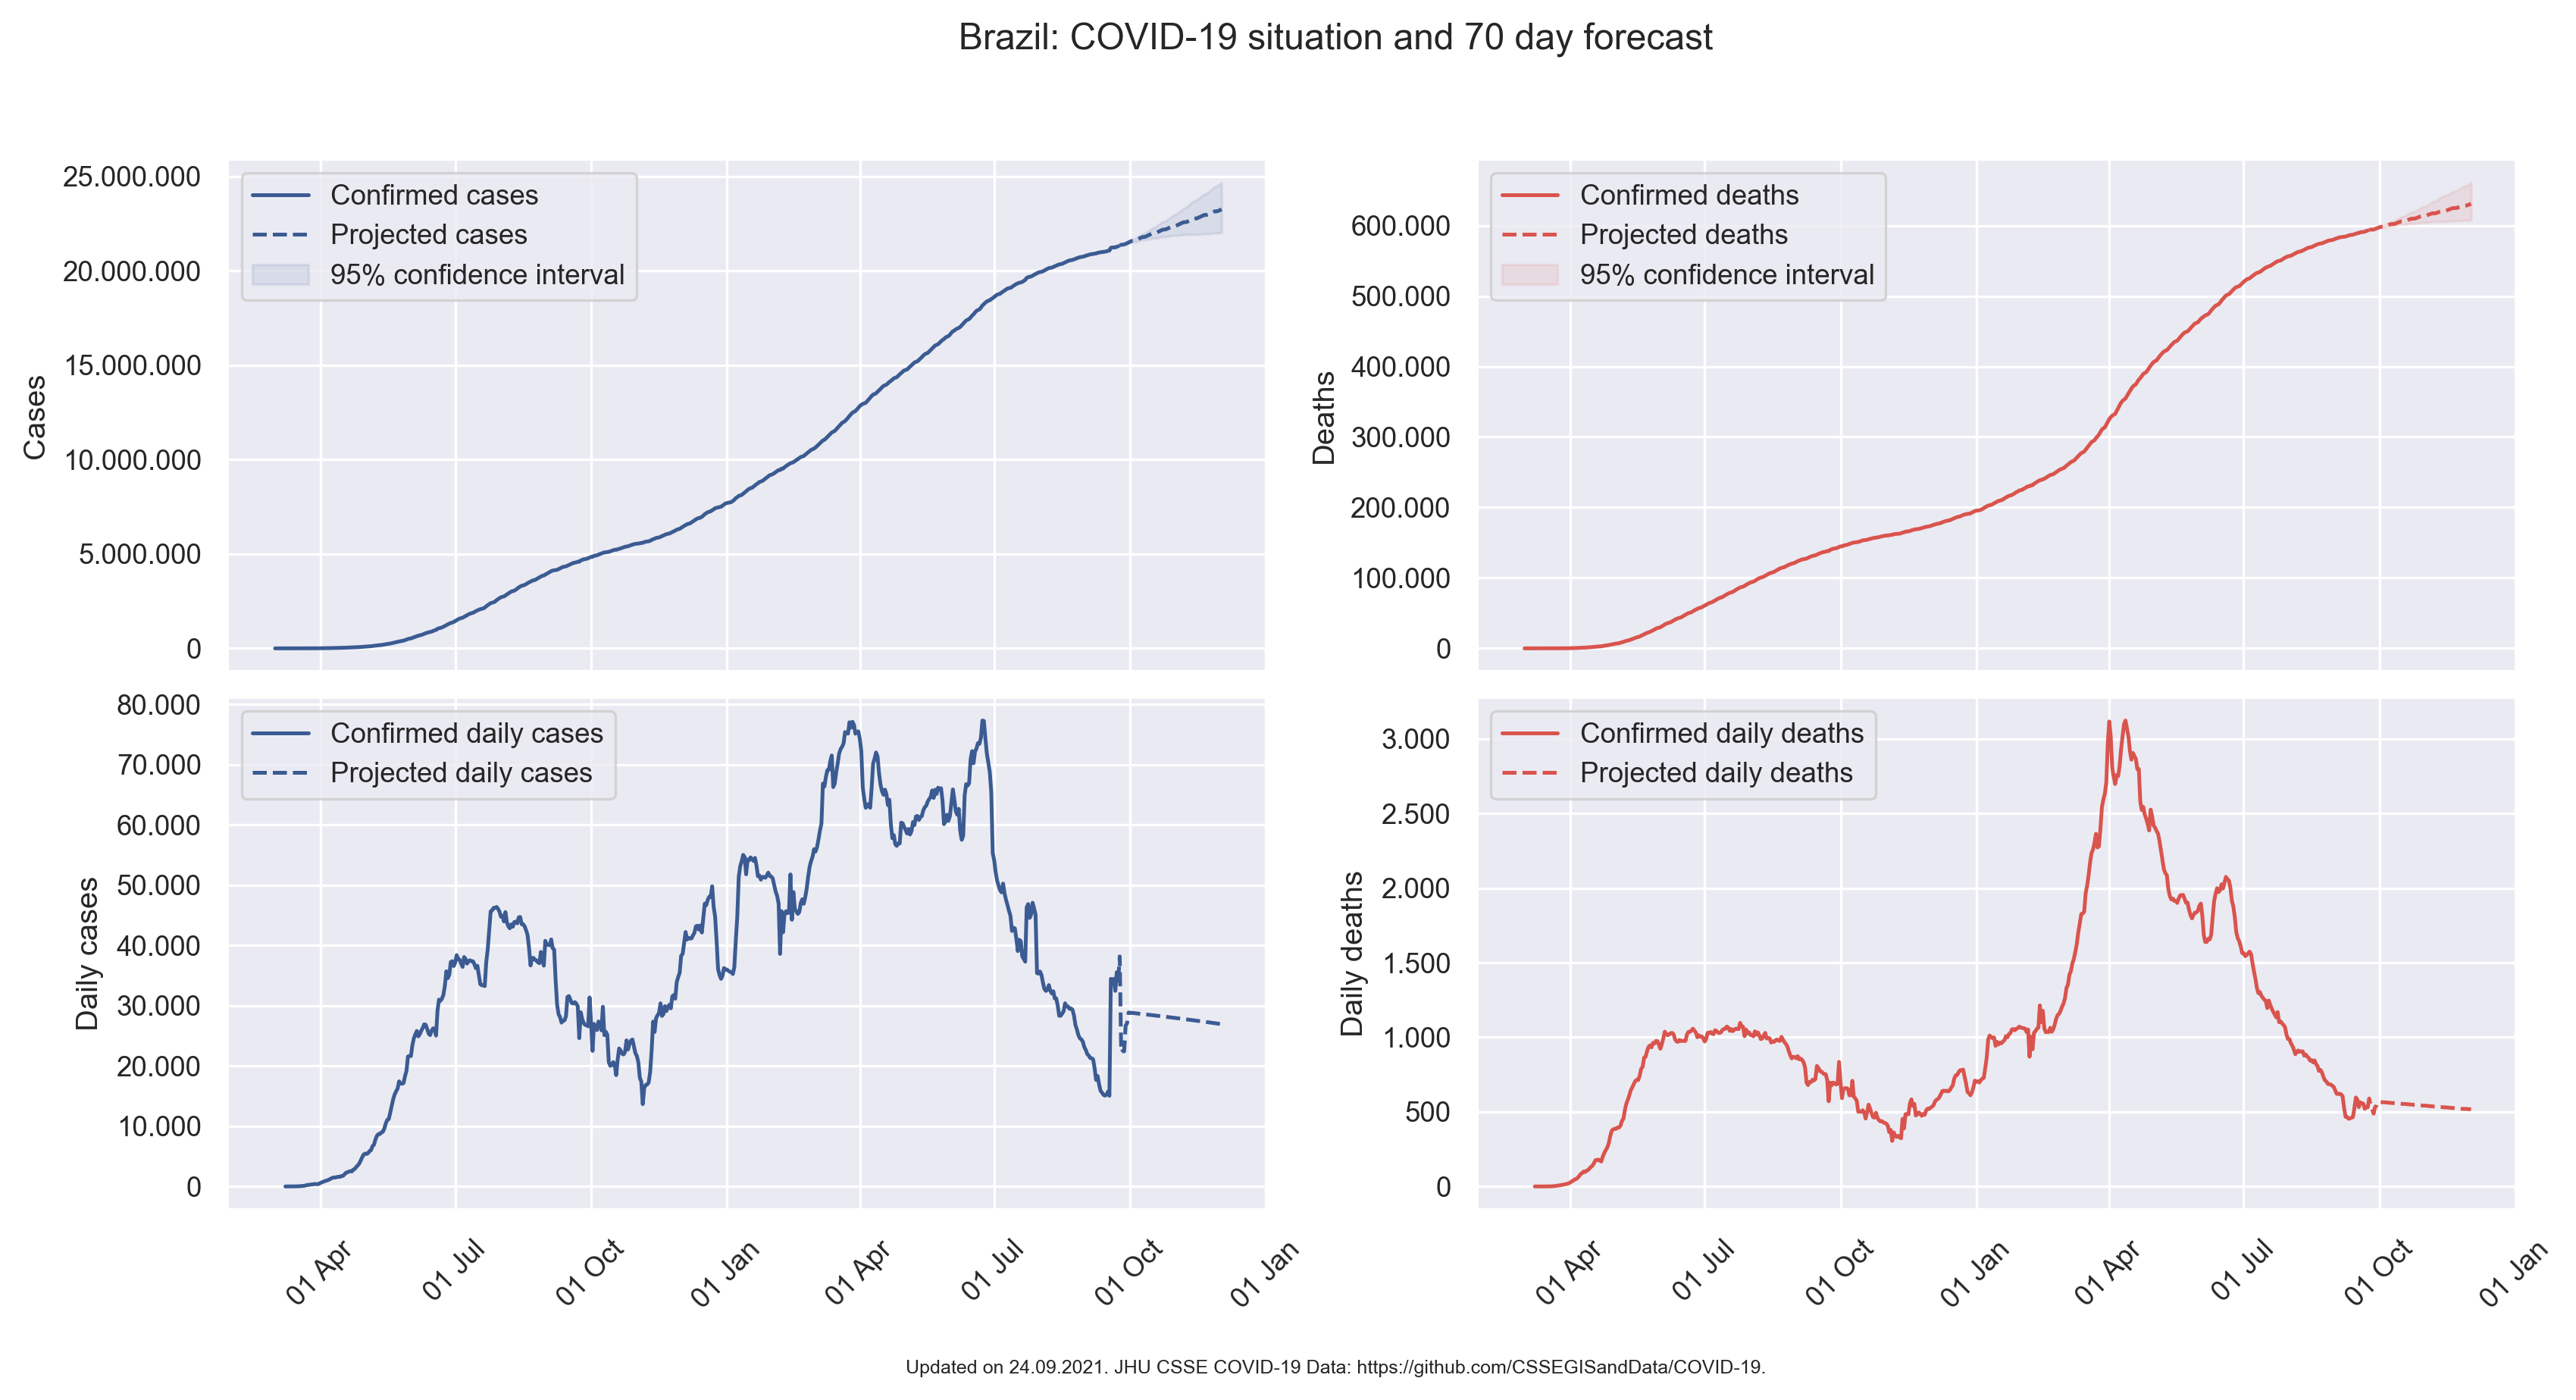 Brazil: COVID-19 situation and 70 day forecast
25.000.000
20.000.000
15.000.000
10.000.000
5.000.000
0
Cases
Confirmed cases
Projected cases
95% confidence interval
600.000
500.000
400.000
300.000
200.000
100.000
0
Deaths
Confirmed deaths
Projected deaths
95% confidence interval
80.000
70.000
60.000
50.000
40.000
30.000
20.000
10.000
0
Daily cases
Confirmed daily cases
Projected daily cases
01 Apr
01 Jul
01 Oct
01 Jan
01 Apr
01 Jul
01 Oct
01 Jan
3.000
2.500
2.000
1.500
1.000
500
0
Daily deaths
Confirmed daily deaths
Projected daily deaths
01 Apr
01 Jul
01 Oct
01 Jan
01 Apr
01 Jul
01 Oct
01 Jan
Updated on 24.09.2021. JHU CSSE COVID-19 Data: https://github.com/CSSEGISandData/COVID-19.